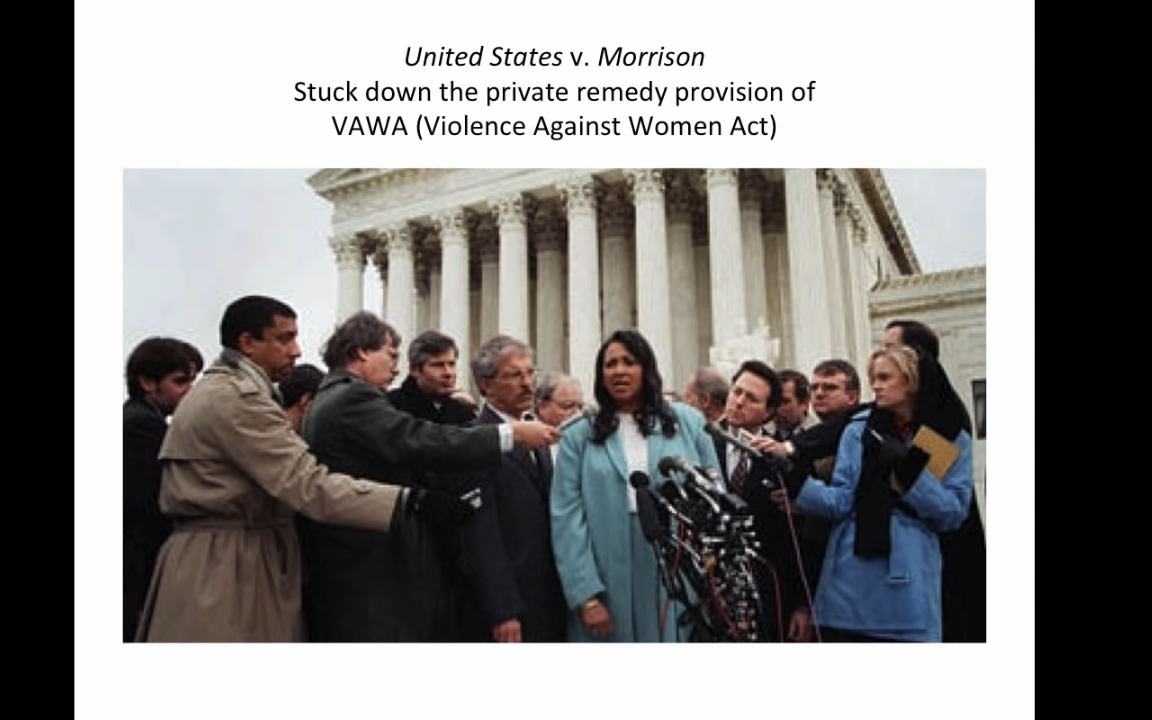 United States v. Morrison
Stuck down the private remedy provision of
VAWA (Violence Against Women Act)